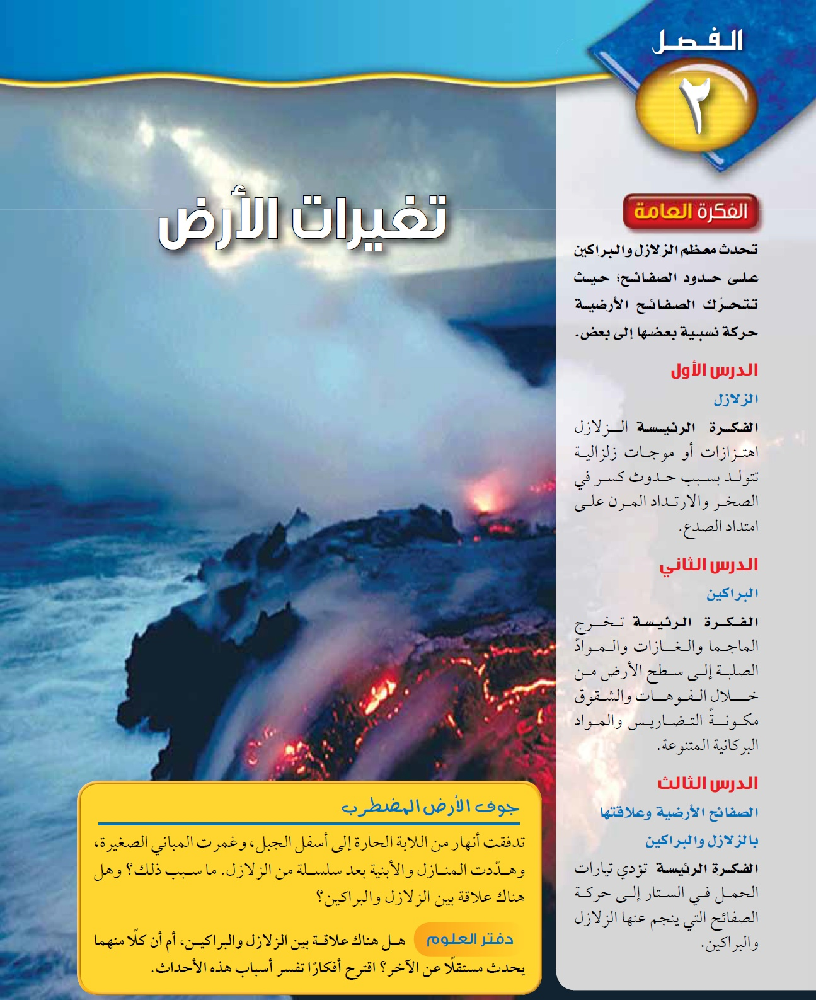 الفصل
٢
تغيرات الأرض
الفكرة العامة
تحدث معظم الزلازل والبراكين
على حدود الصفائح؛ حيث
تتحرّك الصفائح الأرضية
حركة نسبية بعضها إلى بعض.
الدرس الأول
الزلازل
الفكرة الرئيسة الزلازل
اهتزازات أو موجات زلزالية
تتولد بسبب حدوث كسر في
الصخر والارتداد المرن على
امتداد الصدع.
الدرس الثاني
البراكين
الفكرة الرئيسة تخرج
الماجما والغازات والموادّ
الصلبة إلى سطح الأرض من
خلال الفوهات والشقوق
مكونةً التضاريس والمواد
البركانية المتنوعة.
الدرس الثالث
الصفائح الأرضية وعلاقتها
بالزلازل والبراكين
الفكرة الرئيسة تؤدي تيارات
الحمل في الستار إلى حركة
الصفائح التي ينجم عنها الزلازل
والبراكين.
جوف الأرض المضطرب
تدفقت أنهار من اللابة الحارة إلى أسفل الجبل، وغمرت المباني الصغيرة،
وهدّدت المنازل والأبنية بعد سلسلة من الزلازل. ما سبب ذلك؟ وهل
هناك علاقة بين الزلازل والبراكين؟
دفتر العلوم هل هناك علاقة بين الزلازل والبراكين، أم أن كلًا منهما
يحدث مستقلًا عن الآخر؟ اقترح أفكارًا تفسر أسباب هذه الأحداث.